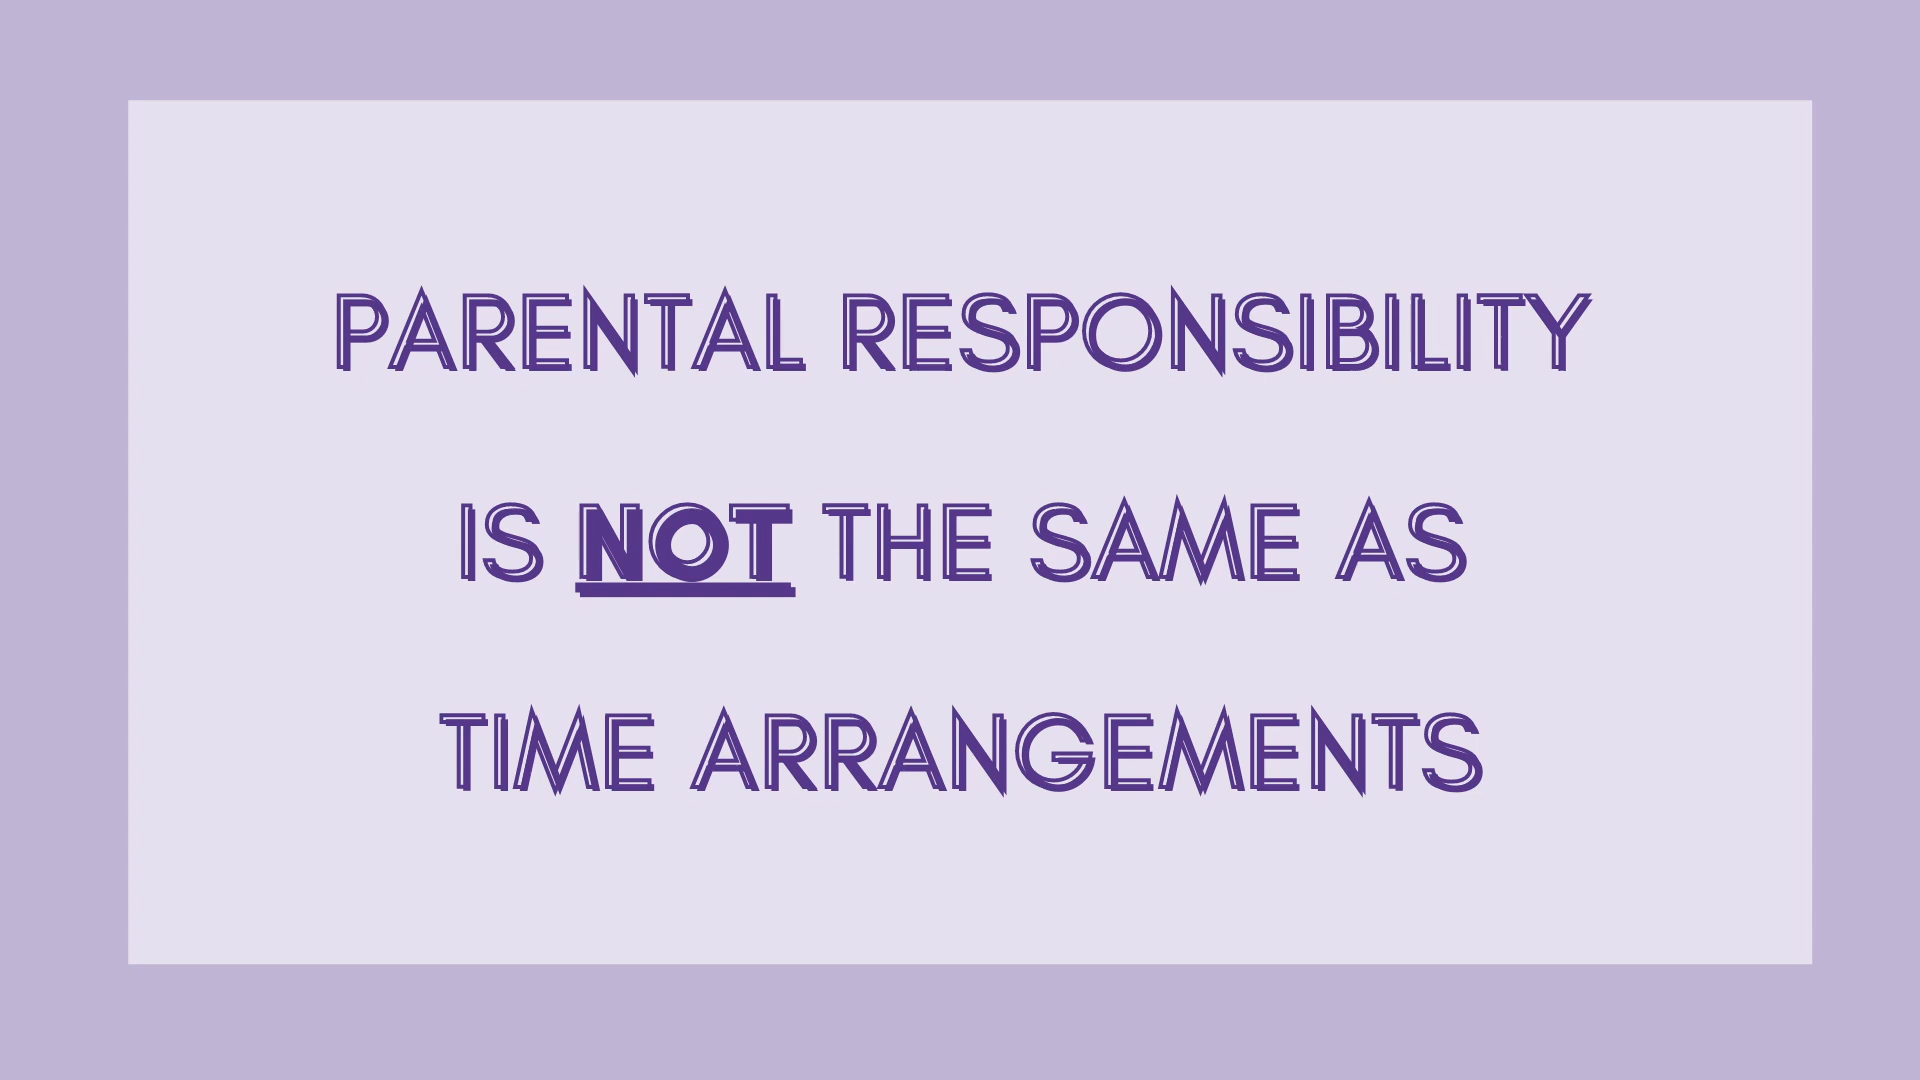 PARENTAL RESPONSIBILITY
IS NOT THE SAME AS
TIME ARRANGEMENTS